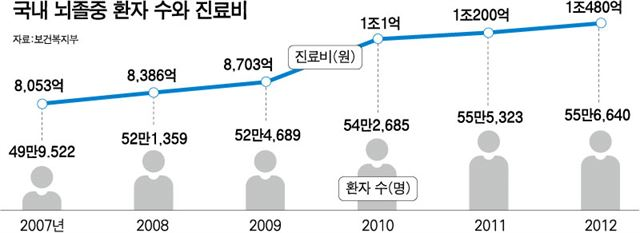 국내 뇌졸중 환자 수와 진료비
자료:보건복지부
8,053억
8,386억
8,703억
1조1억
1조200억
1조480억
진료비(원)
49만9.522
52만1,359
52만4,689
54만2,685
55만5,323
55만6,640
환자 수(명)
2007년
2008
2009
2010
2011
2012